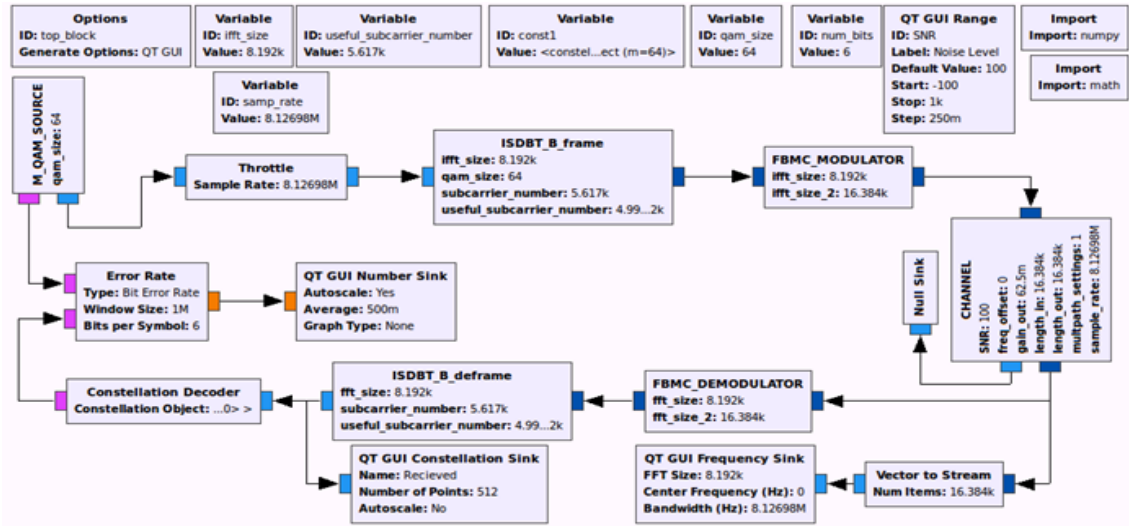 Options
ID: top_block
Generate Options: QT GUI
Variable
ID: ifft_size
Value: 8.192k
Variable
ID: useful_subcarrier_number
Value: 5.617k
Variable
ID: const1
Value: <constel...ect (m=64)>
Variable
ID: qam_size
Value: 64
Variable
ID: num_bits
Value: 6
QT GUI Range
ID: SNR
Label: Noise Level
Default Value: 100
Start: -100
Stop: 1k
Step: 250m
Import
Import: numpy
Import
Import: math
Variable
ID: samp_rate
Value: 8.12698M
M_QAM_SOURCE
qam_size: 64
Throttle
Sample Rate: 8.12698M
ISDBT_B_frame
ifft_size: 8.192k
qam_size: 64
subcarrier_number: 5.617k
useful_subcarrier_number: 4.99...2k
FBMC_MODULATOR
ifft_size: 8.192k
ifft_size_2: 16.384k
CHANNEL
SNR: 100
freq_offset: 0
gain_out: 62.5m
length_in: 16.384k
length_out: 16.384k
multpath_settings: 1
sample_rate: 8.12698M
Null Sink
Error Rate
Type: Bit Error Rate
Window Size: 1M
Bits per Symbol: 6
QT GUI Number Sink
Autoscale: Yes
Average: 500m
Graph Type: None
Constellation Decoder
Constellation Object: ...0> >
ISDBT_B_deframe
fft_size: 8.192k
subcarrier_number: 5.617k
useful_subcarrier_number: 4.99...2k
FBMC_DEMODULATOR
fft_size: 8.192k
fft_size_2: 16.384k
QT GUI Constellation Sink
Name: Recieved
Number of Points: 512
Autoscale: No
QT GUI Frequency Sink
FFT Size: 8.192k
Center Frequency (Hz): 0
Bandwidth (Hz): 8.12698M
Vector to Stream
Num Items: 16.384k